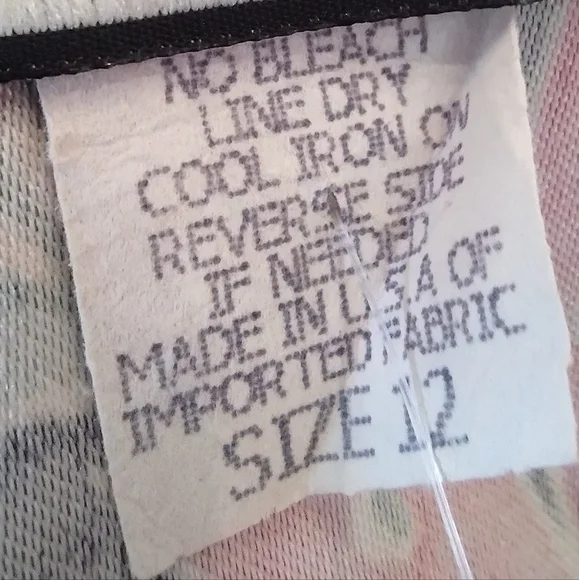 NO BLEACH
LINE DRY
COOL IRON ON
REVERSE SIDE
IF NEEDED
MADE IN U.S.A OF
IMPORTED FABRIC
SIZE 12